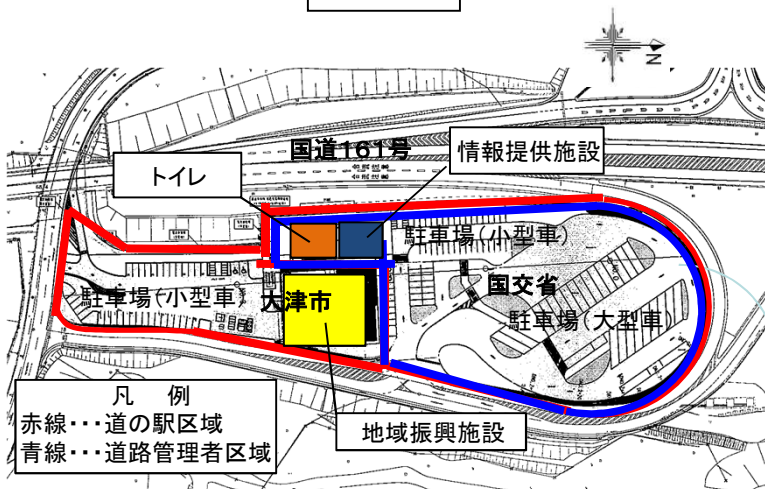 N
国道161号
情報提供施設
トイレ
駐車場(小型車)
駐車場(小型車)
大津市
国交省
駐車場(大型車)
凡　例
赤線･･･道の駅区域
青線･･･道路管理者区域
地域振興施設